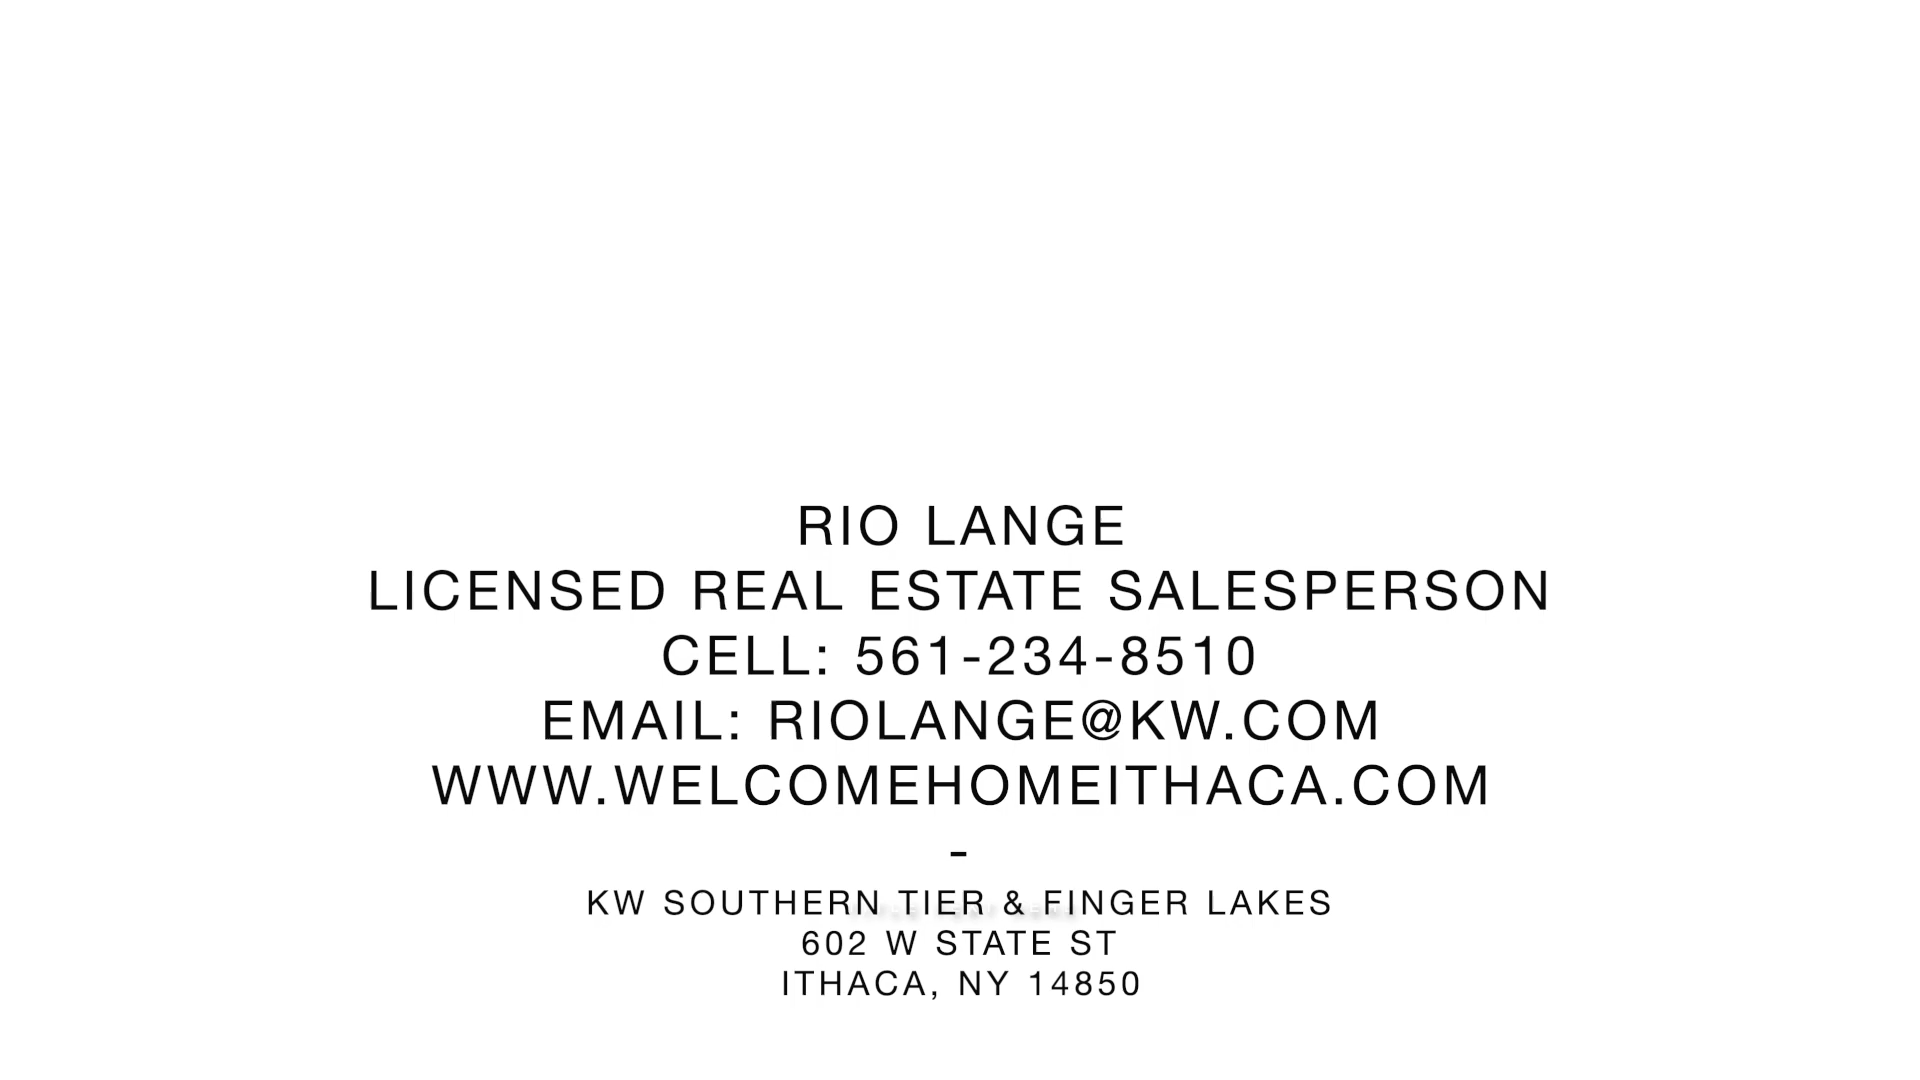 RIO LANGE
LICENSED REAL ESTATE SALESPERSON
CELL: 561-234-8510
EMAIL: RIOLANGE@KW.COM
WWW.WELCOMEHOMEITHACA.COM
-
KW SOUTHERN TIER & FINGER LAKES
602 W STATE ST
ITHACA, NY 14850